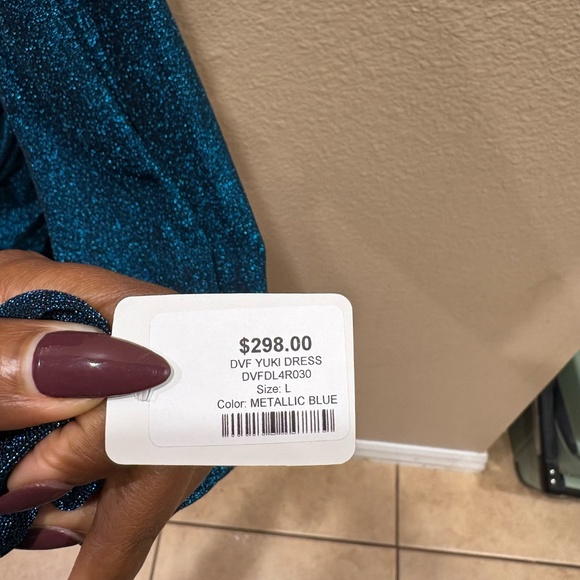 $298.00
DVF YUKI DRESS
DVFDL4R030
Size: L
Color: METALLIC BLUE